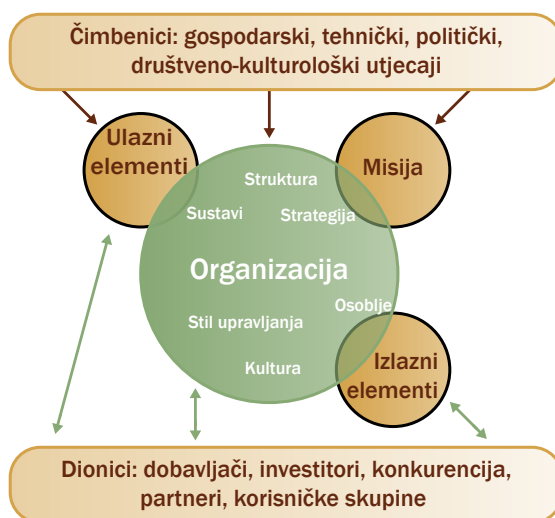 Čimbenici: gospodarski, tehnički, politički,
društveno-kulturološki utjecaji
Ulazni
elementi
Misija
Struktura
Sustavi
Strategija
Organizacija
Osoblje
Stil upravljanja
Kultura
Izlazni
elementi
Dionici: dobavljači, investitori, konkurencija,
partneri, korisničke skupine